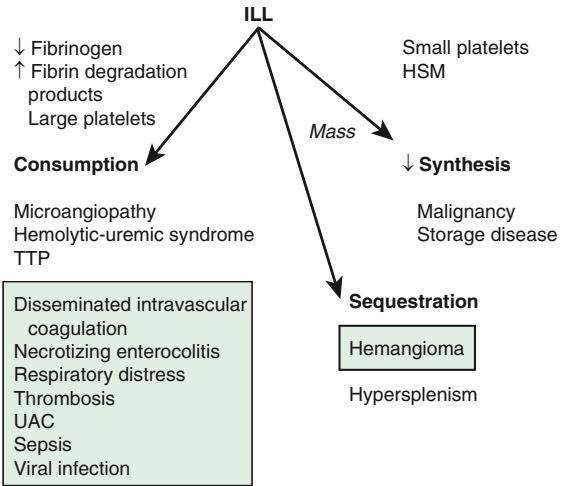 ILL
↓ Fibrinogen
↑ Fibrin degradation
products
Large platelets
Small platelets
HSM
Mass
Consumption
↓ Synthesis
Microangiopathy
Hemolytic-uremic syndrome
TTP
Malignancy
Storage disease
Disseminated intravascular
coagulation
Necrotizing enterocolitis
Respiratory distress
Thrombosis
UAC
Sepsis
Viral infection
Sequestration
Hemangioma
Hypersplenism